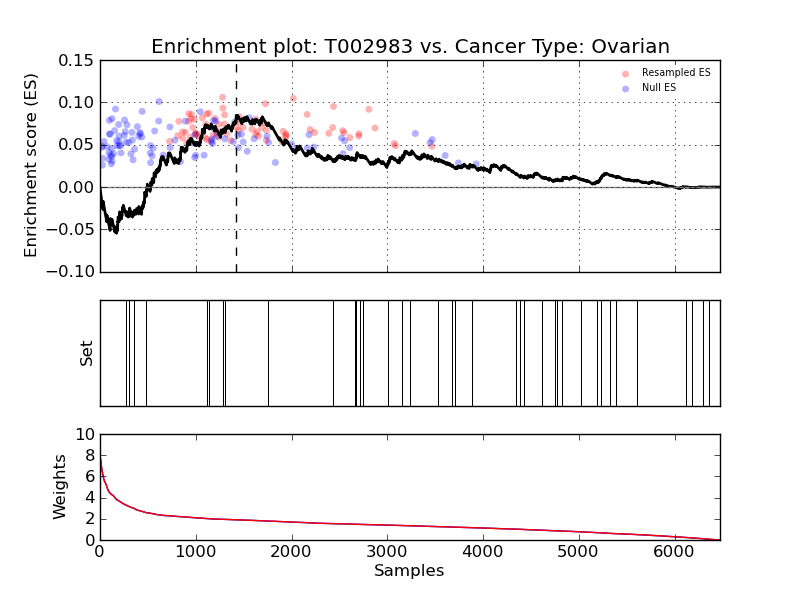 Enrichment plot: T002983 vs. Cancer Type: Ovarian
Enrichment score (ES)
0.15
0.10
0.05
0.00
−0.05
−0.10
Resampled ES
Null ES
Set
Weights
10
8
6
4
2
0
0 1000 2000 3000 4000 5000 6000
Samples